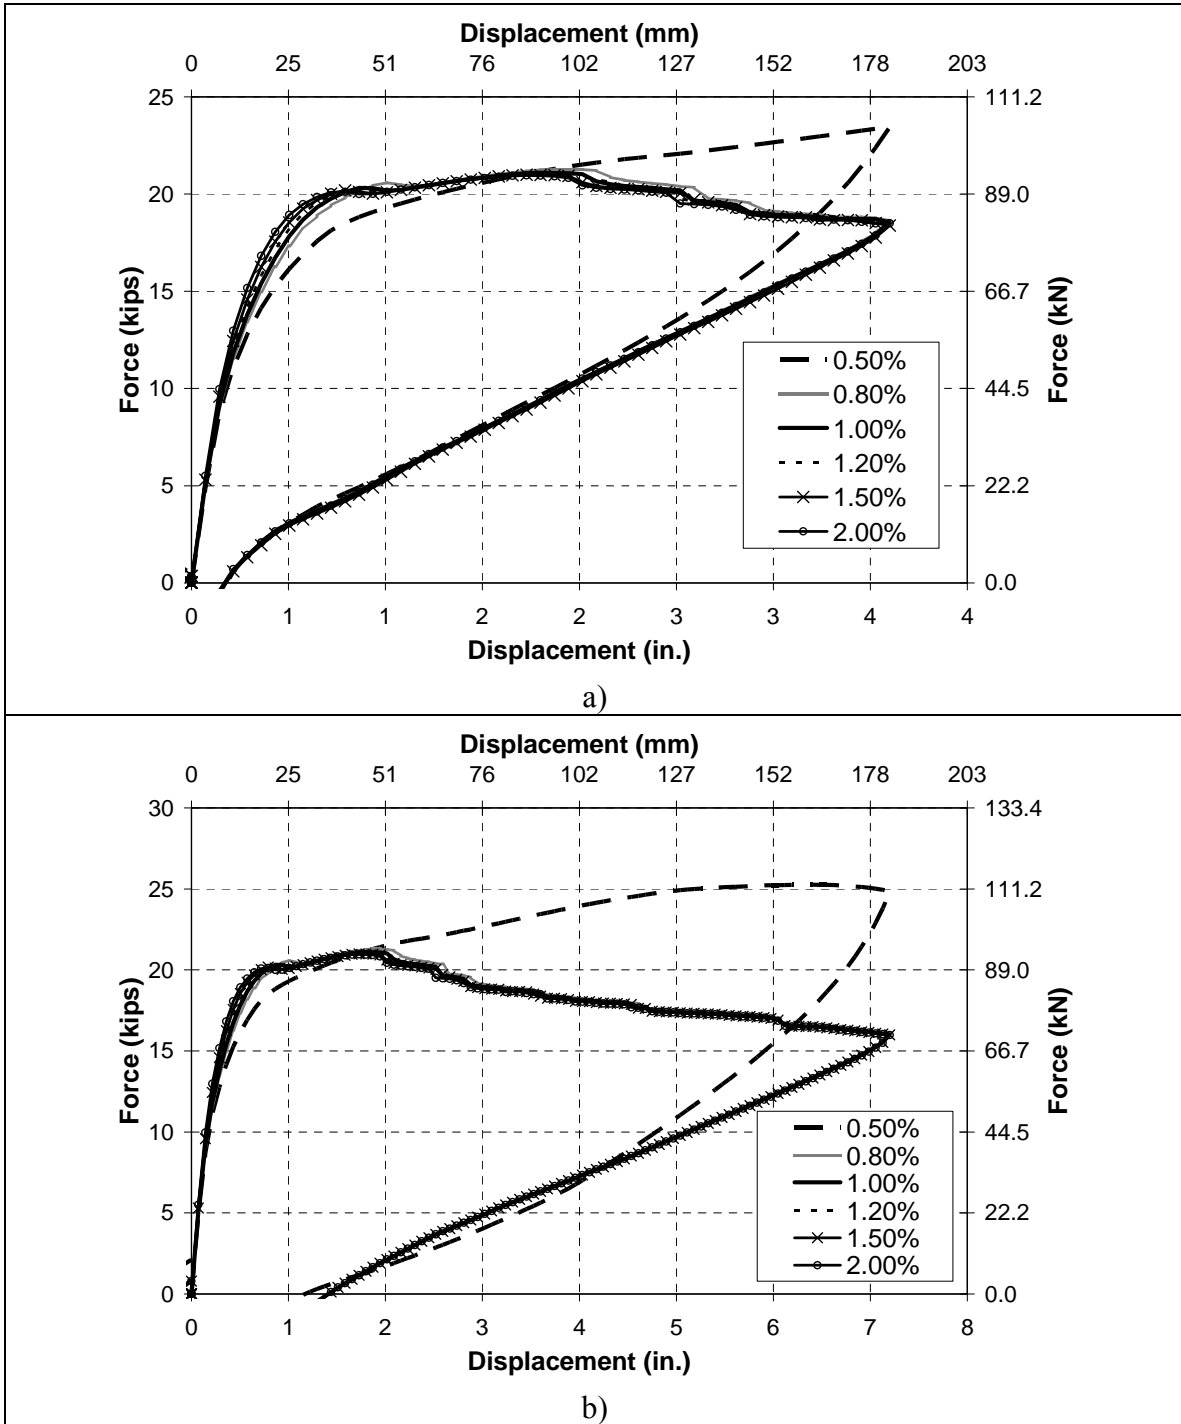 Displacement (mm)
0 25 51 76 102 127 152 178 203
25 111.2
20 89.0
15 66.7
10 44.5
5 22.2
0 0.0
Force (kips)
Force (kN)
0.50%
0.80%
1.00%
1.20%
1.50%
2.00%
0 1 1 2 2 3 3 4 4
Displacement (in.)
a)
Displacement (mm)
0 25 51 76 102 127 152 178 203
30 133.4
25 111.2
20 89.0
15 66.7
10 44.5
5 22.2
0 0.0
Force (kips)
Force (kN)
0.50%
0.80%
1.00%
1.20%
1.50%
2.00%
0 1 2 3 4 5 6 7 8
Displacement (in.)
b)